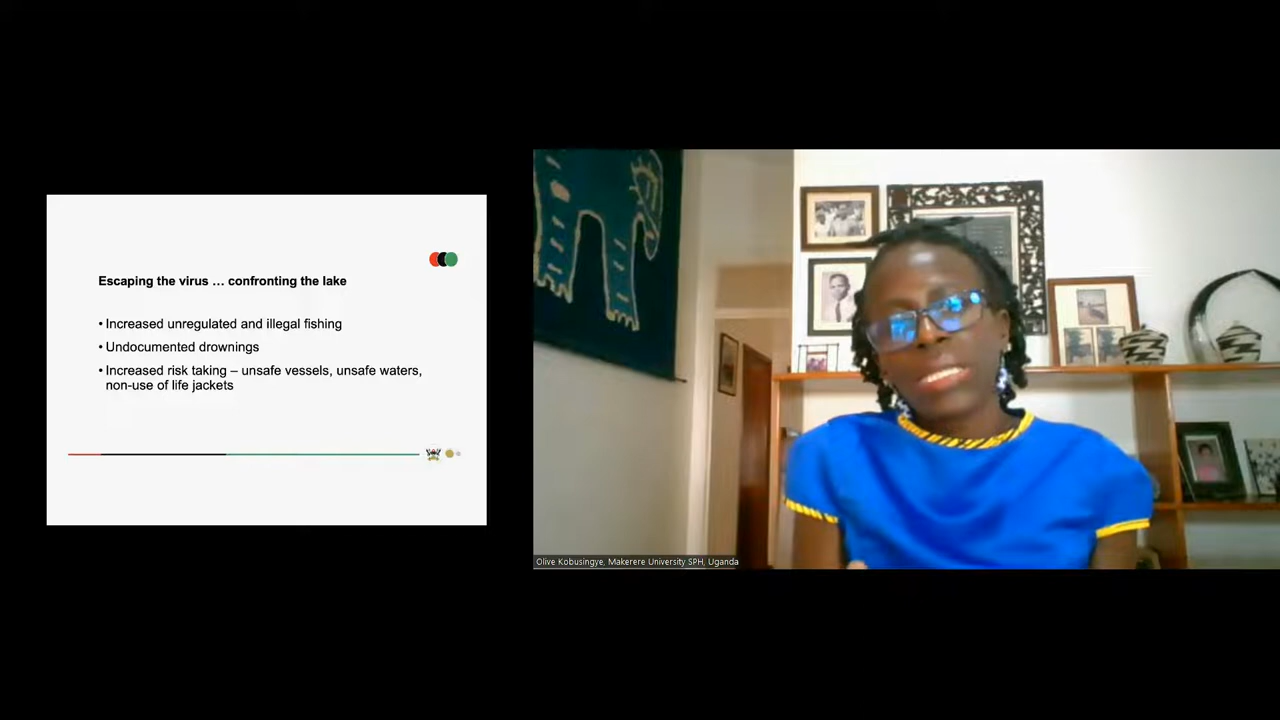 Escaping the virus … confronting the lake
• Increased unregulated and illegal fishing
• Undocumented drownings
• Increased risk taking – unsafe vessels, unsafe waters,
non-use of life jackets
Olive Kobusingye, Makerere University SPH, Uganda